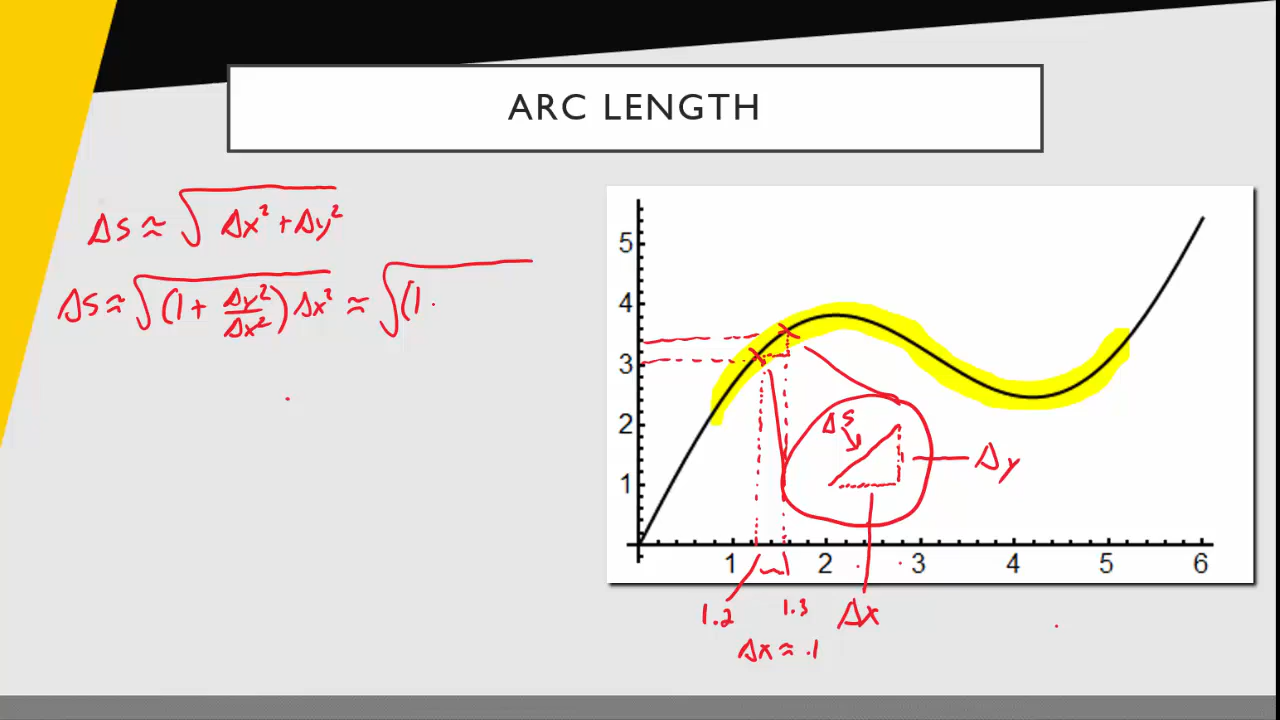 ARC LENGTH
Δs ≈ √(Δx² + Δy²)
Δs ≈ √((1 + Δy²/Δx²) Δx²) ≈ √(1
5
4
3
2
1
Δs
Δy
1 2 3 4 5 6
1.2 1.3 Δx
Δx ≈ .1